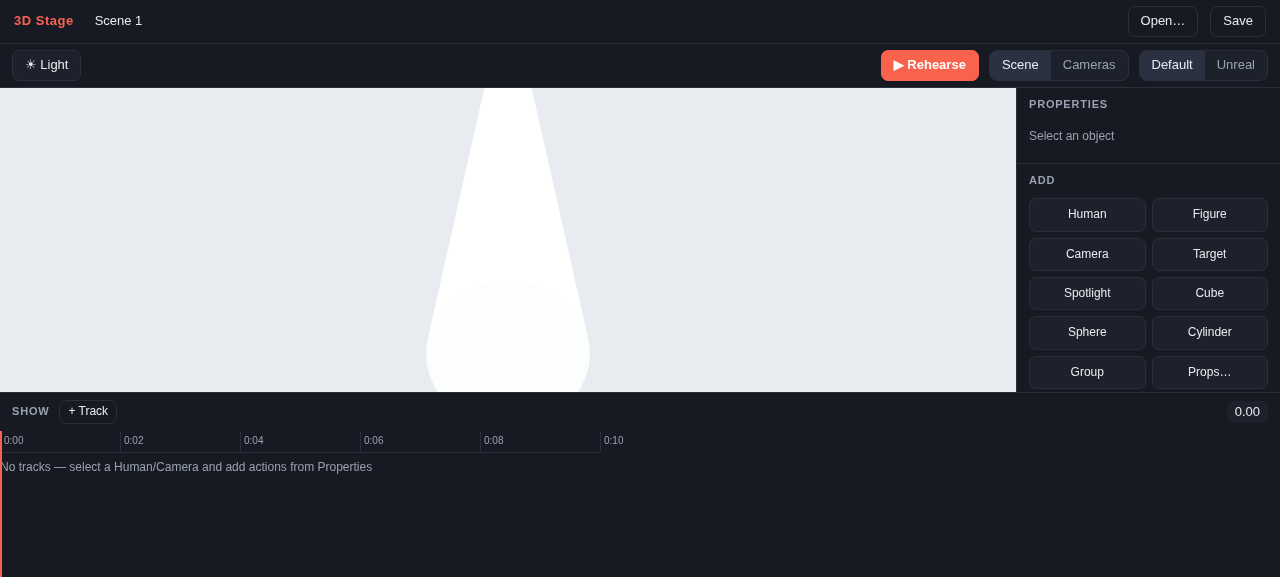 3D Stage Scene 1 Open… Save
☀ Light ▶ Rehearse Scene Cameras Default Unreal
PROPERTIES
Select an object
ADD
Human Figure
Camera Target
Spotlight Cube
Sphere Cylinder
Group Props…
SHOW + Track 0.00
0:00 0:02 0:04 0:06 0:08 0:10
No tracks — select a Human/Camera and add actions from Properties